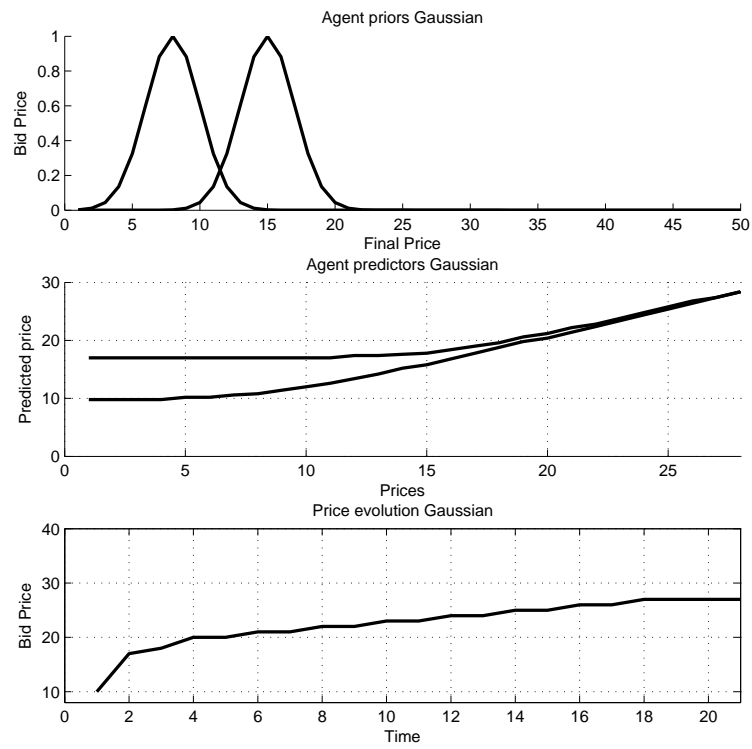 Agent priors Gaussian
1
0.8
0.6
0.4
0.2
0
Bid Price
0 5 10 15 20 25 30 35 40 45 50
Final Price
Agent predictors Gaussian
30
20
10
0
Predicted price
0 5 10 15 20 25
Prices
Price evolution Gaussian
40
30
20
10
Bid Price
0 2 4 6 8 10 12 14 16 18 20
Time